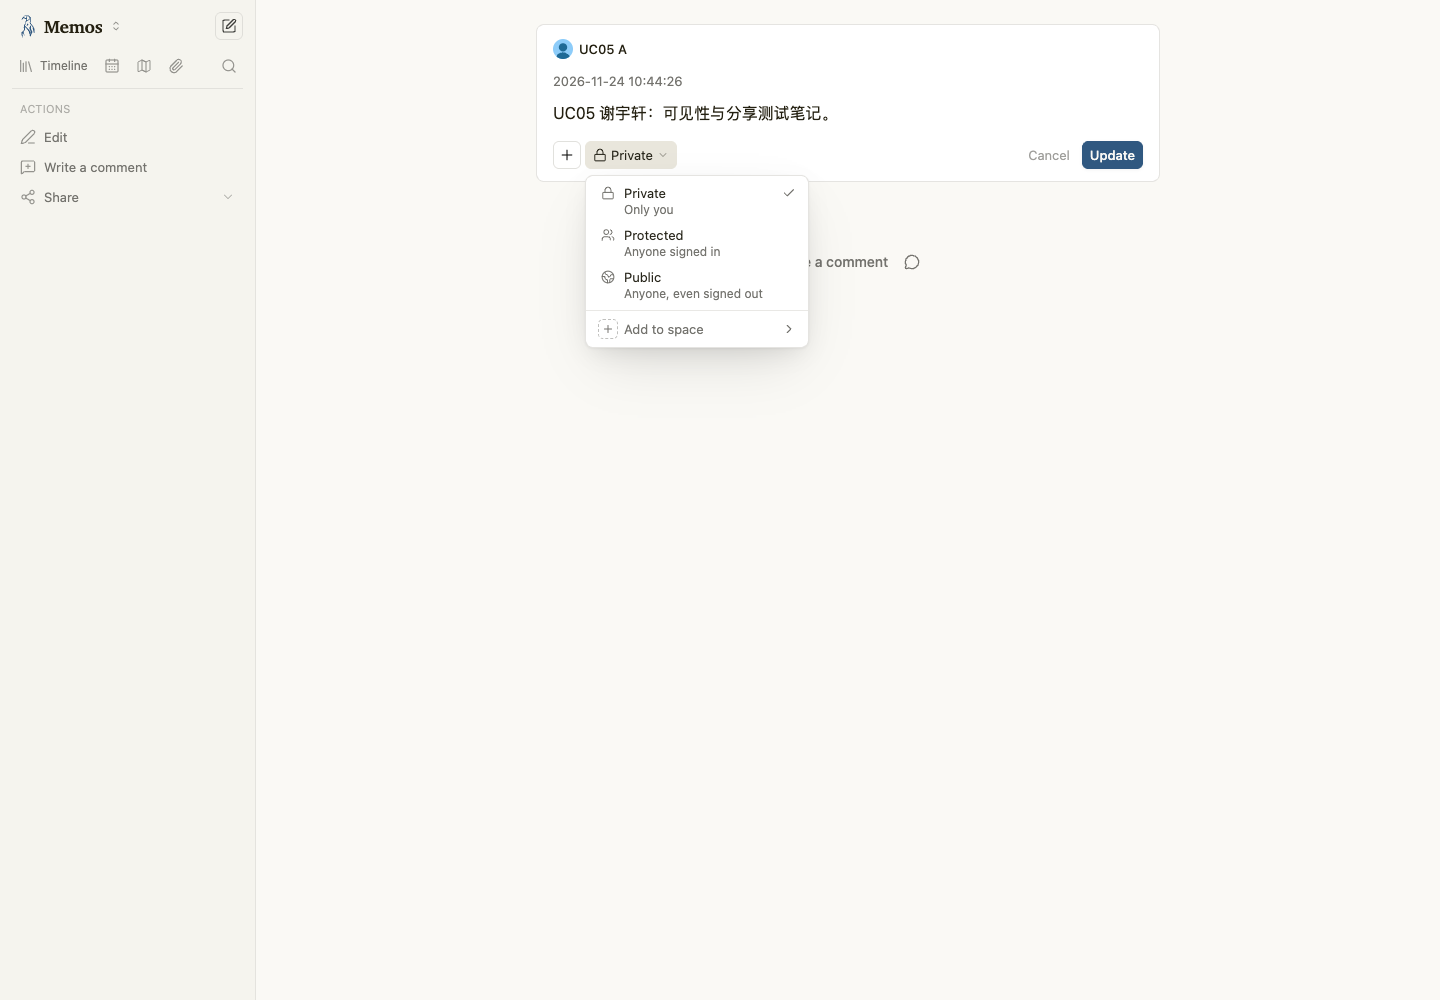 Memos
Timeline
ACTIONS
Edit
Write a comment
Share
UC05 A
2026-11-24 10:44:26
UC05 谢宇轩：可见性与分享测试笔记。
Private
Cancel
Update
Private
Only you
Protected
Anyone signed in
Public
Anyone, even signed out
Add to space
a comment